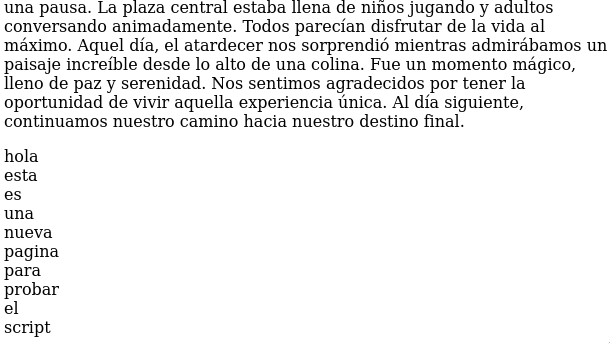 una pausa. La plaza central estaba llena de niños jugando y adultos
conversando animadamente. Todos parecían disfrutar de la vida al
máximo. Aquel día, el atardecer nos sorprendió mientras admirábamos un
paisaje increíble desde lo alto de una colina. Fue un momento mágico,
lleno de paz y serenidad. Nos sentimos agradecidos por tener la
oportunidad de vivir aquella experiencia única. Al día siguiente,
continuamos nuestro camino hacia nuestro destino final.
hola
esta
es
una
nueva
pagina
para
probar
el
script